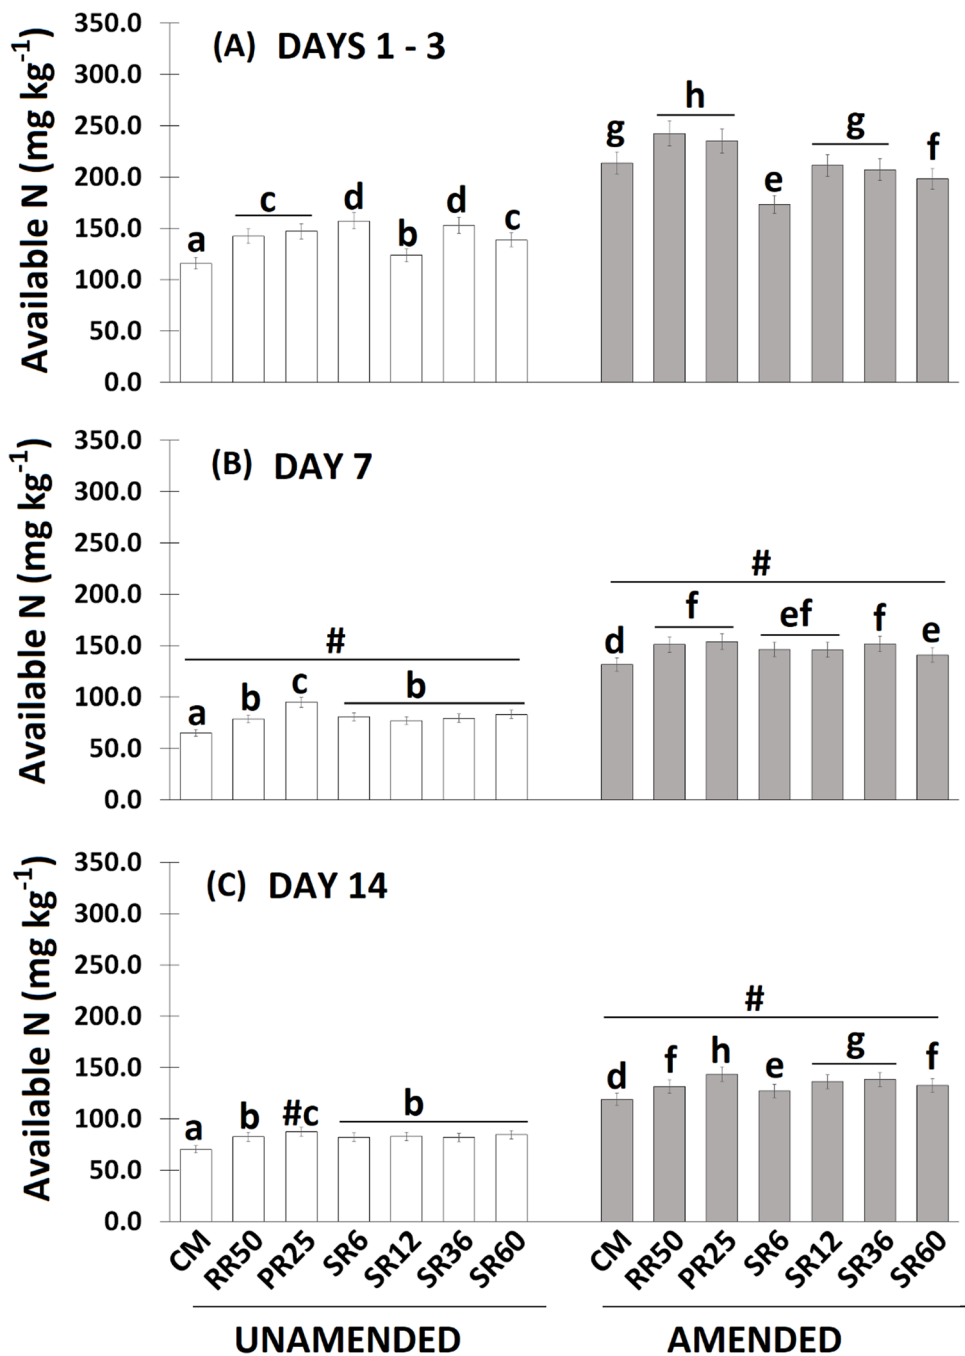 (A) DAYS 1 - 3
Available N (mg kg-1)
350.0
300.0
250.0
200.0
150.0
100.0
50.0
0.0
a
c
d
b
d
c
g
h
e
g
f
(B) DAY 7
Available N (mg kg-1)
350.0
300.0
250.0
200.0
150.0
100.0
50.0
0.0
#
a
b
c
b
#
d
f
ef
f
e
(C) DAY 14
Available N (mg kg-1)
350.0
300.0
250.0
200.0
150.0
100.0
50.0
0.0
a
b
#c
b
#
d
f
h
e
g
f
CM
RR50
PR25
SR6
SR12
SR36
SR60
CM
RR50
PR25
SR6
SR12
SR36
SR60
UNAMENDED
AMENDED